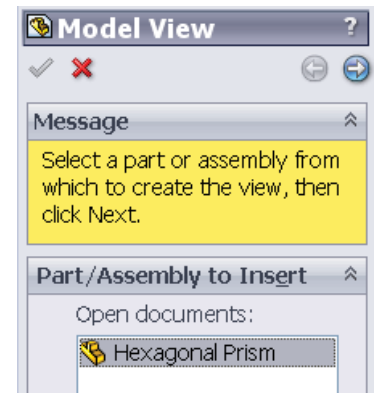 Model View ?
Message
Select a part or assembly from
which to create the view, then
click Next.
Part/Assembly to Insert
Open documents:
Hexagonal Prism